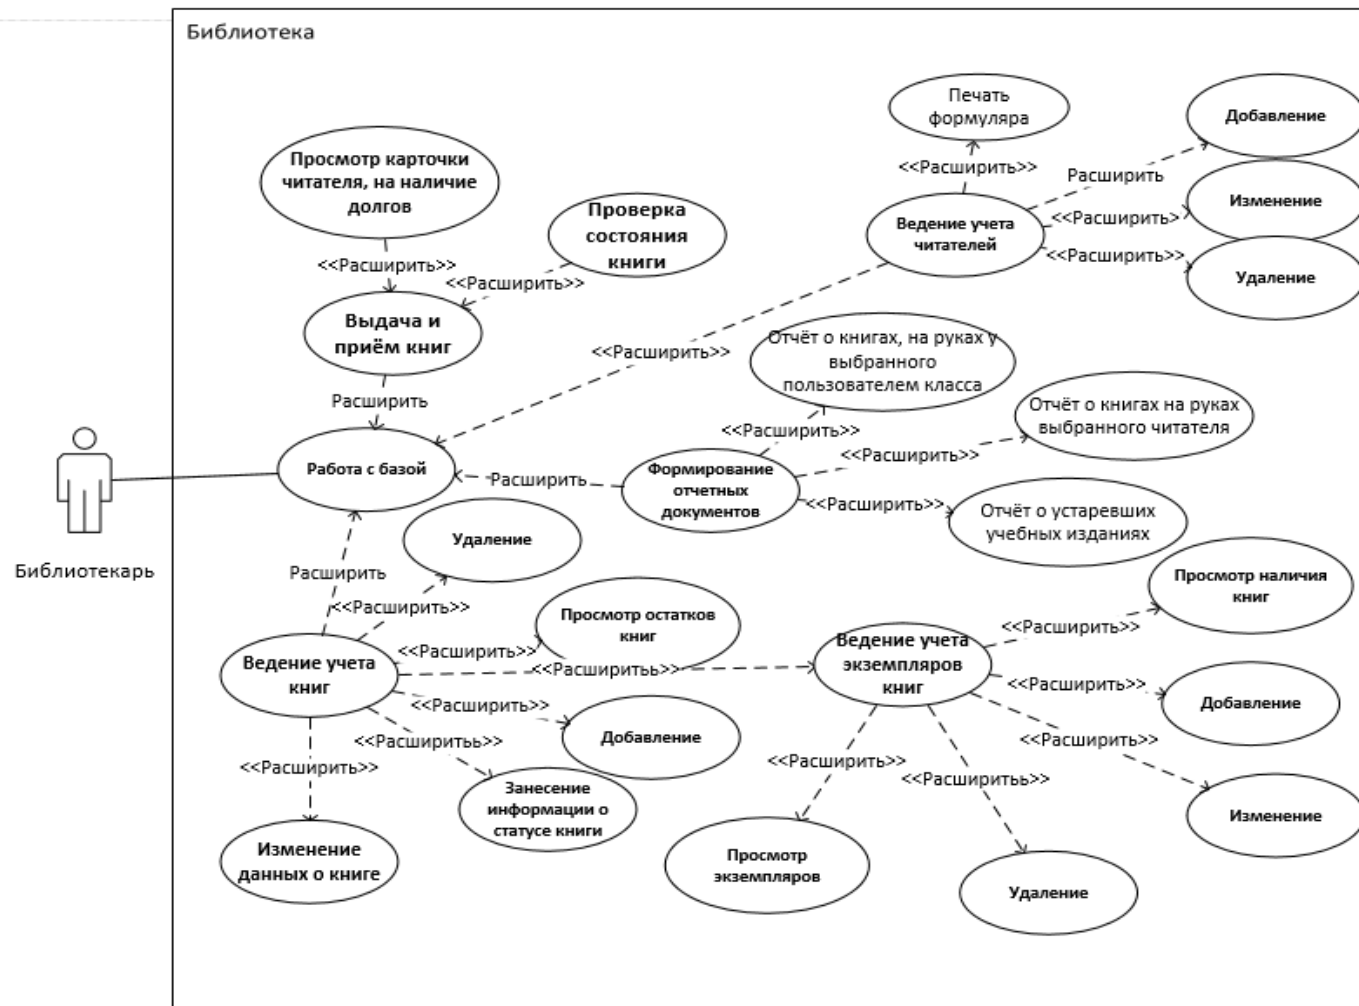 Библиотека
Печать
формуляра
Добавление
<<Расширить>>
Расширить
Просмотр карточки
читателя, на наличие
долгов
Изменение
Проверка
состояния
книги
Ведение учета
читателей
<<Расширить>
<<Расширить>>
Удаление
<<Расширить>>
<<Расширить>>
Выдача и
приём книг
Отчёт о книгах, на руках у
выбранного
пользователем класса
<<Расширить>>
Расширить
Отчёт о книгах на руках
выбранного читателя
<<Расширить>>
<<Расширить>>
Работа с базой
Расширить
Формирование
отчетных
документов
<<Расширить>>
Отчёт о устаревших
учебных изданиях
Удаление
Библиотекарь
Расширить
Просмотр наличия
книг
<<Расширить>>
Просмотр остатков
книг
<<Расширить>>
Ведение учета
экземпляров
книг
Ведение учета
книг
<<Расширить>>
<<Расширитьь>>
<<Расширить>>
Добавление
<<Расширить>>
Добавление
<<Расширитьь>>
<<Расширить>>
<<Расширить>>
<<Расширить>>
<<Расширитьь>>
Занесение
информации о
статусе книги
Изменение
Изменение
данных о книге
Просмотр
экземпляров
Удаление